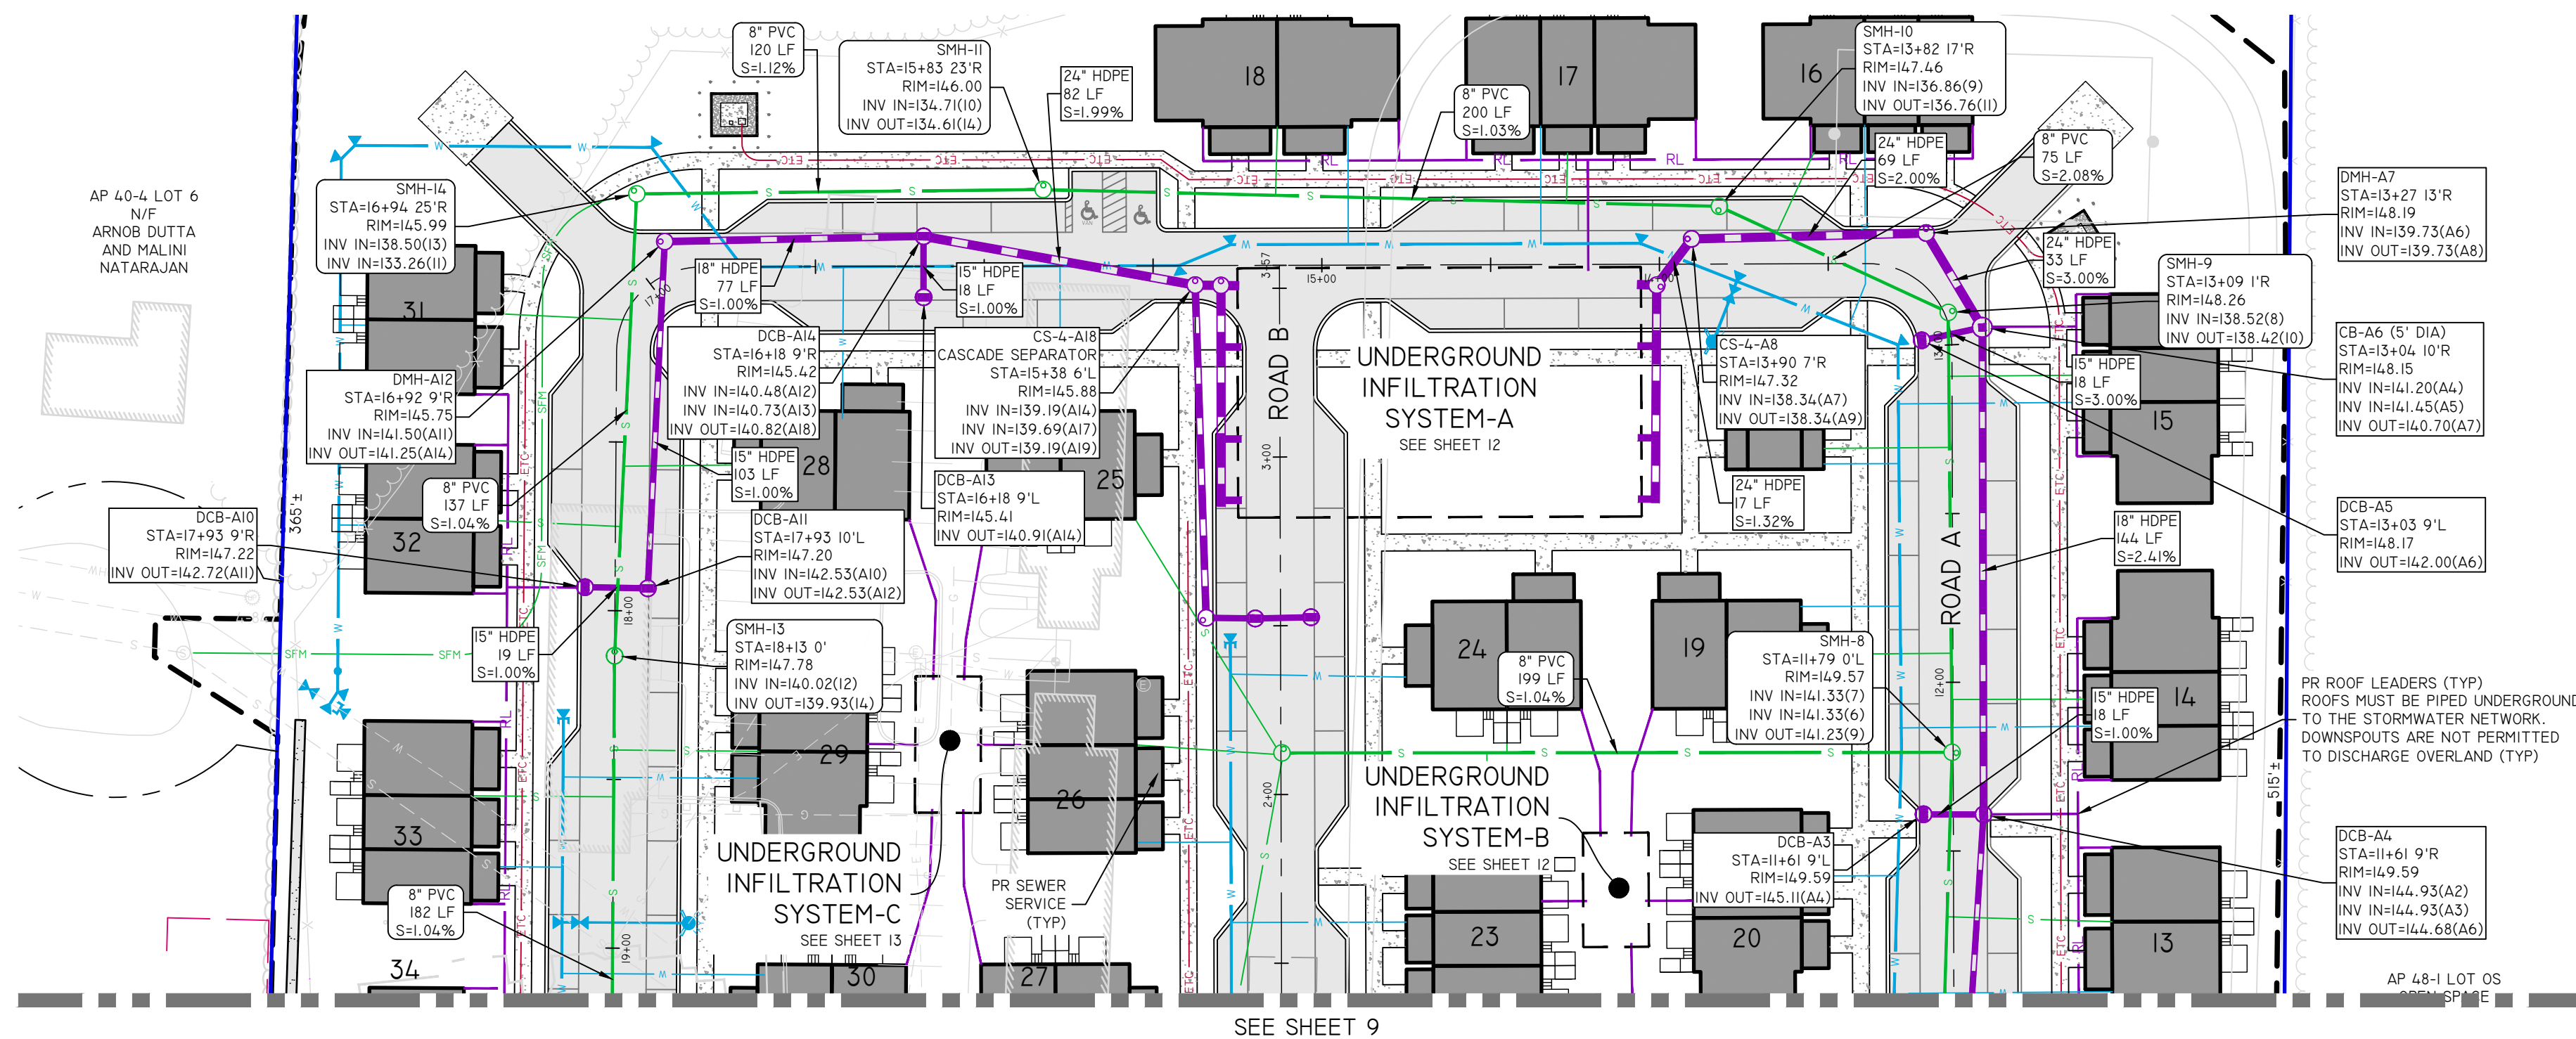 8" PVC
120 LF
S=1.12%
SMH-11
STA=15+83 23'R
RIM=146.00
INV IN=134.71(10)
INV OUT=134.61(14)
24" HDPE
82 LF
S=1.99%
18
17
16
8" PVC
200 LF
S=1.03%
SMH-10
STA=13+82 17'R
RIM=147.46
INV IN=136.86(9)
INV OUT=136.76(11)
24" HDPE
69 LF
S=2.00%
8" PVC
75 LF
S=2.08%
DMH-A7
STA=13+27 13'R
RIM=148.19
INV IN=139.73(A6)
INV OUT=139.73(A8)
AP 40-4 LOT 6
N/F
ARNOB DUTTA
AND MALINI
NATARAJAN
SMH-14
STA=16+94 25'R
RIM=145.99
INV IN=138.50(13)
INV OUT=133.26(11)
24" HDPE
33 LF
S=3.00%
SMH-9
STA=13+09 1'R
RIM=148.26
INV IN=138.52(8)
INV OUT=138.42(10)
18" HDPE
77 LF
S=1.00%
15" HDPE
18 LF
S=1.00%
17+00
15+00
ROAD B
31
DCB-A14
STA=16+18 9'R
RIM=145.42
INV IN=140.48(A12)
INV IN=140.73(A13)
INV OUT=140.82(A18)
CS-4-A18
CASCADE SEPARATOR
STA=15+38 6'L
RIM=145.88
INV IN=139.19(A14)
INV IN=139.69(A17)
INV OUT=139.19(A19)
UNDERGROUND
INFILTRATION
SYSTEM-A
SEE SHEET 12
CS-4-A8
STA=13+90 7'R
RIM=147.32
INV IN=138.34(A7)
INV OUT=138.34(A9)
CB-A6 (5' DIA)
STA=13+04 10'R
RIM=148.15
INV IN=141.20(A4)
INV IN=141.45(A5)
INV OUT=140.70(A7)
15" HDPE
18 LF
S=3.00%
15
DMH-A12
STA=16+92 9'R
RIM=145.75
INV IN=141.50(A11)
INV OUT=141.25(A14)
15" HDPE
103 LF
S=1.00%
28
25
3+00
DCB-A13
STA=16+18 9'L
RIM=145.41
INV OUT=140.91(A14)
24" HDPE
17 LF
S=1.32%
8" PVC
137 LF
S=1.04%
365'±
DCB-A10
STA=17+93 9'R
RIM=147.22
INV OUT=142.72(A11)
32
DCB-A11
STA=17+93 10'L
RIM=147.20
INV IN=142.53(A10)
INV OUT=142.53(A12)
18" HDPE
144 LF
S=2.41%
DCB-A5
STA=13+03 9'L
RIM=148.17
INV OUT=142.00(A6)
ROAD A
18+00
15" HDPE
19 LF
S=1.00%
SMH-13
STA=18+13 0'
RIM=147.78
INV IN=140.02(12)
INV OUT=139.93(14)
24
19
8" PVC
199 LF
S=1.04%
SMH-8
STA=11+79 0'L
RIM=149.57
INV IN=141.33(7)
INV IN=141.33(6)
INV OUT=141.23(9)
12+00
15" HDPE
18 LF
S=1.00%
14
PR ROOF LEADERS (TYP)
ROOFS MUST BE PIPED UNDERGROUND
TO THE STORMWATER NETWORK.
DOWNSPOUTS ARE NOT PERMITTED
TO DISCHARGE OVERLAND (TYP)
515'±
29
26
2+00
33
UNDERGROUND
INFILTRATION
SYSTEM-B
SEE SHEET 12
DCB-A3
STA=11+61 9'L
RIM=149.59
INV OUT=145.11(A4)
DCB-A4
STA=11+61 9'R
RIM=149.59
INV IN=144.93(A2)
INV IN=144.93(A3)
INV OUT=144.68(A6)
UNDERGROUND
INFILTRATION
SYSTEM-C
SEE SHEET 13
PR SEWER
SERVICE
(TYP)
8" PVC
182 LF
S=1.04%
19+00
23
20
13
34
30
27
AP 48-1 LOT OS
OPEN SPACE
SEE SHEET 9